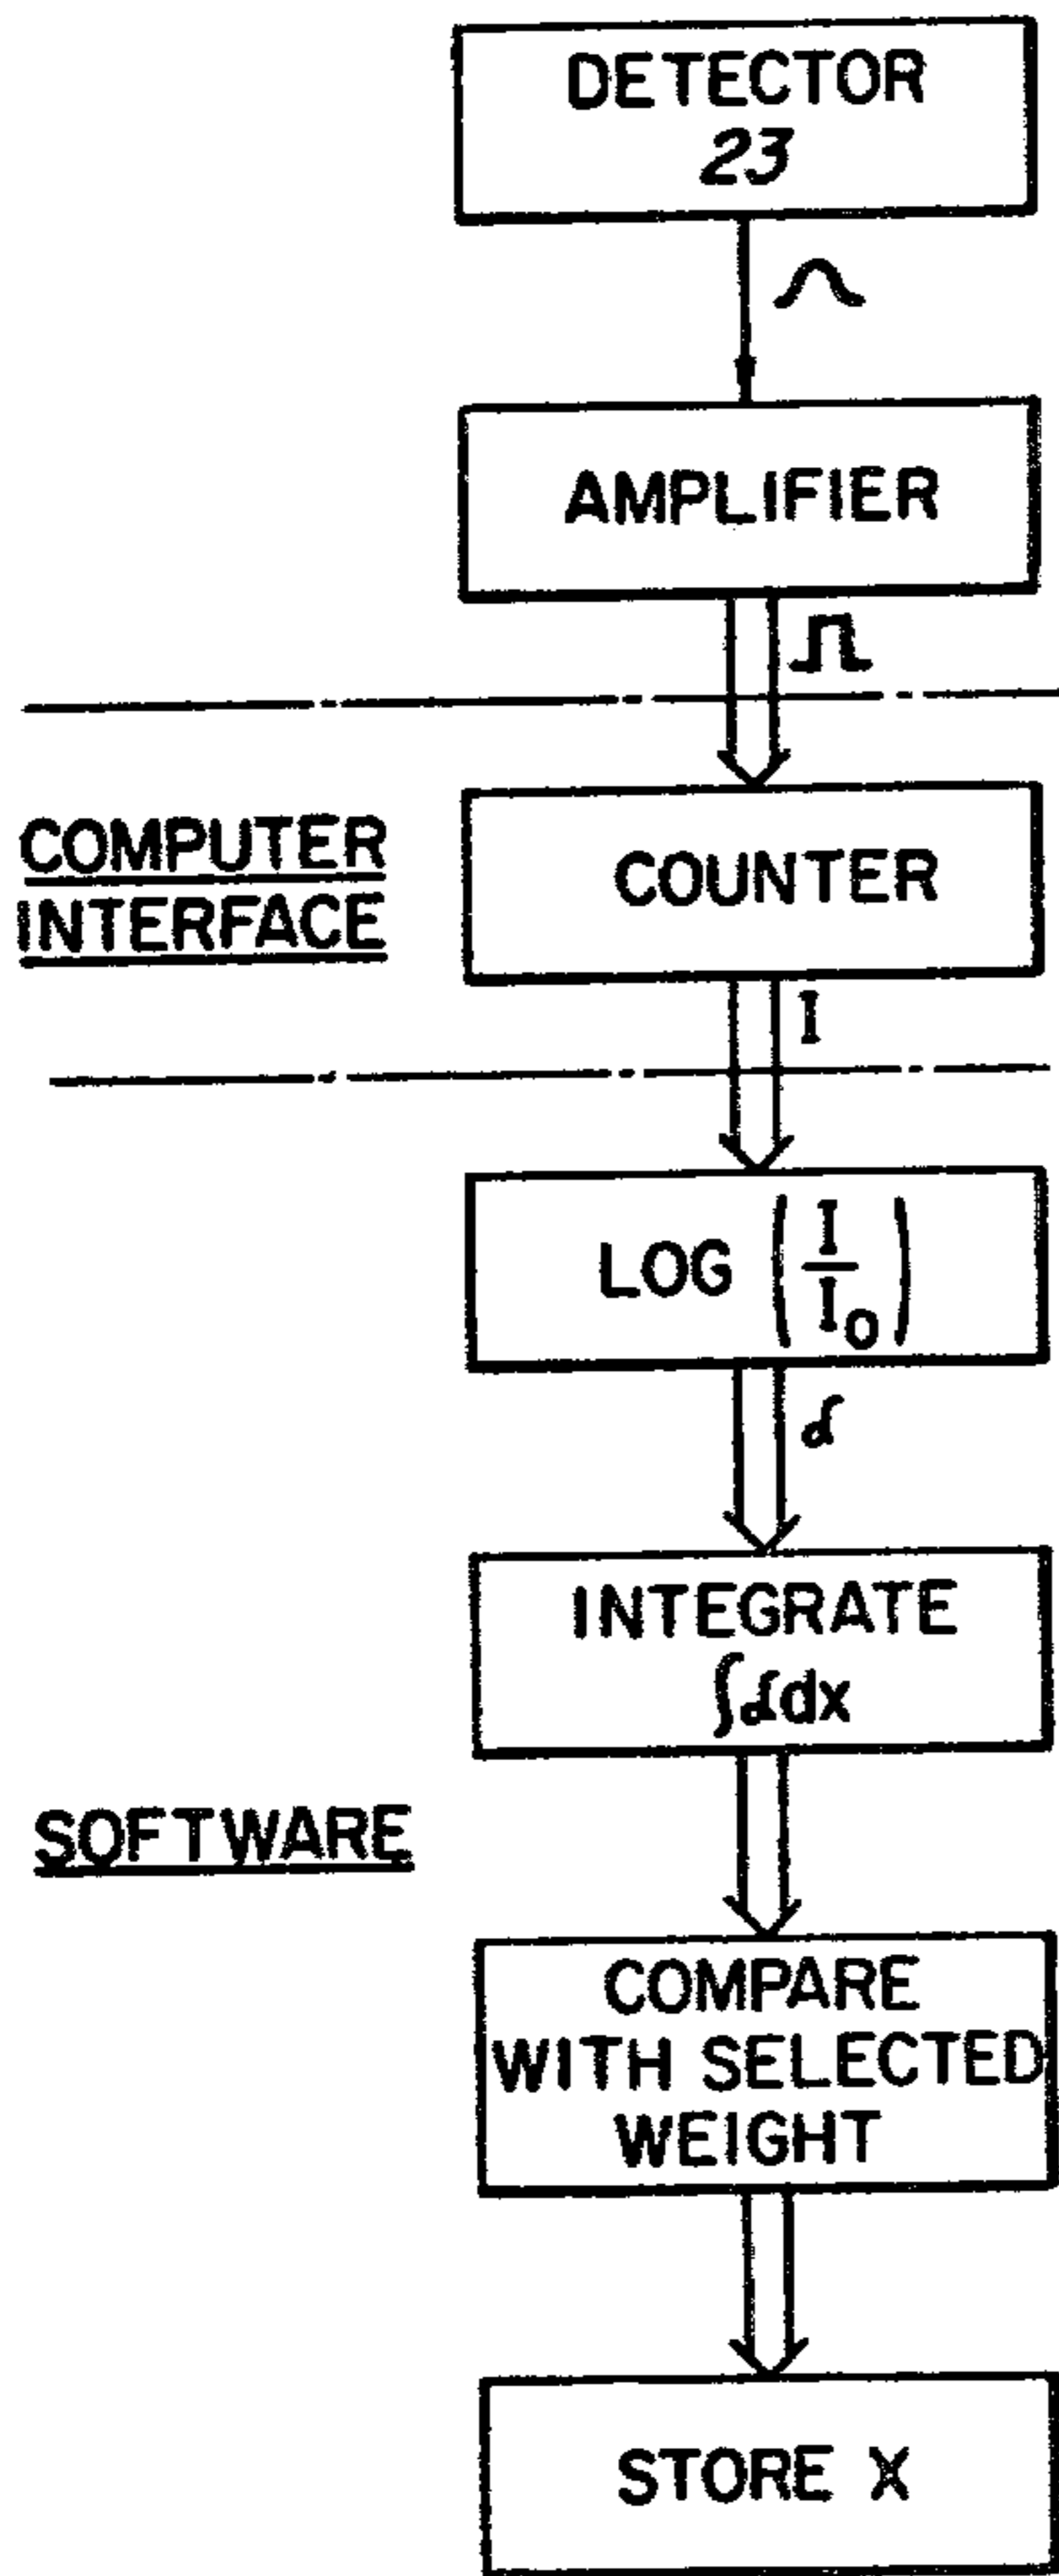 DETECTOR
23
AMPLIFIER
COMPUTER
INTERFACE
COUNTER
I
LOG (I/I₀)
α
INTEGRATE
∫αdx
SOFTWARE
COMPARE
WITH SELECTED
WEIGHT
STORE X